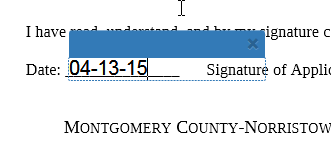 I have read, understand, and by my signature c
Date: 04-13-15____ Signature of Applic
MONTGOMERY COUNTY-NORRISTOW